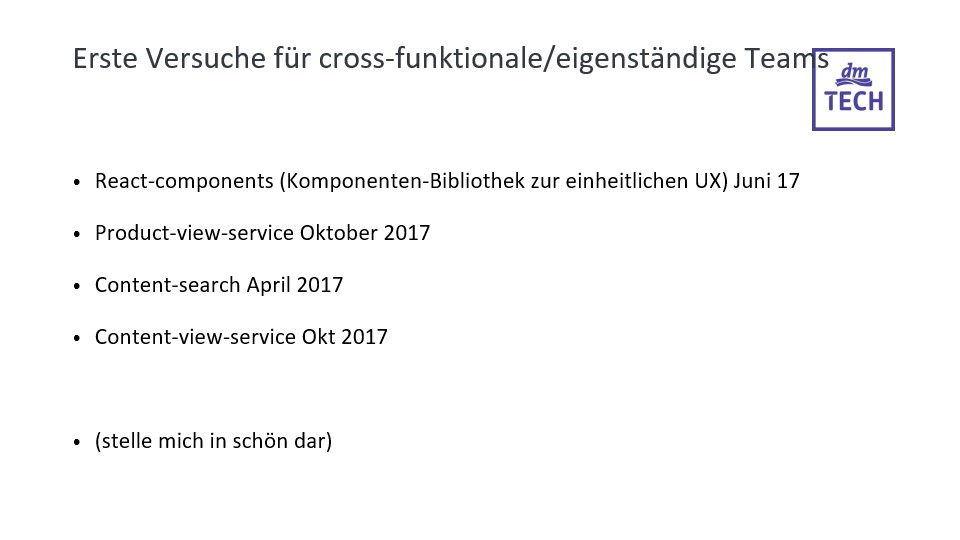 Erste Versuche für cross-funktionale/eigenständige Teams
dm
TECH
• React-components (Komponenten-Bibliothek zur einheitlichen UX) Juni 17
• Product-view-service Oktober 2017
• Content-search April 2017
• Content-view-service Okt 2017
• (stelle mich in schön dar)